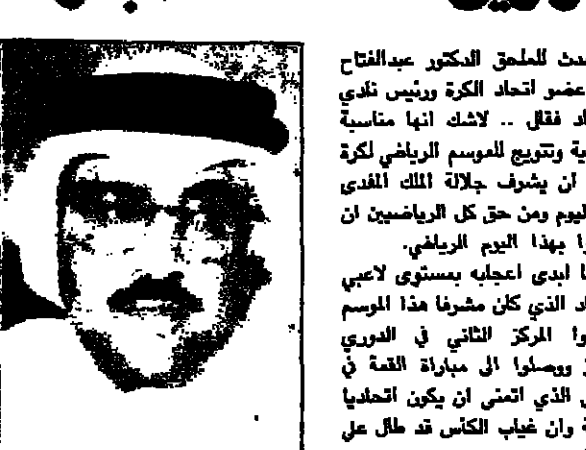 دث للملحق الدكتور عبدالفتاح
عضو اتحاد الكرة ورئيس نادي
اد فقال .. لاشك انها مناسبة
ية وتتويج للموسم الرياضي لكرة
ان يشرف جلالة الملك المفدى
ليوم ومن حق كل الرياضيين ان
وا بهذا اليوم الرياضي.
ا ابدى اعجابه بمستوى لاعبي
اد الذي كان مشرفا هذا الموسم
وا المركز الثاني في الدوري
ووصلوا الى مباراة القمة في
الذي اتمنى ان يكون اتحاديا
ة وان غياب الكأس قد طال على